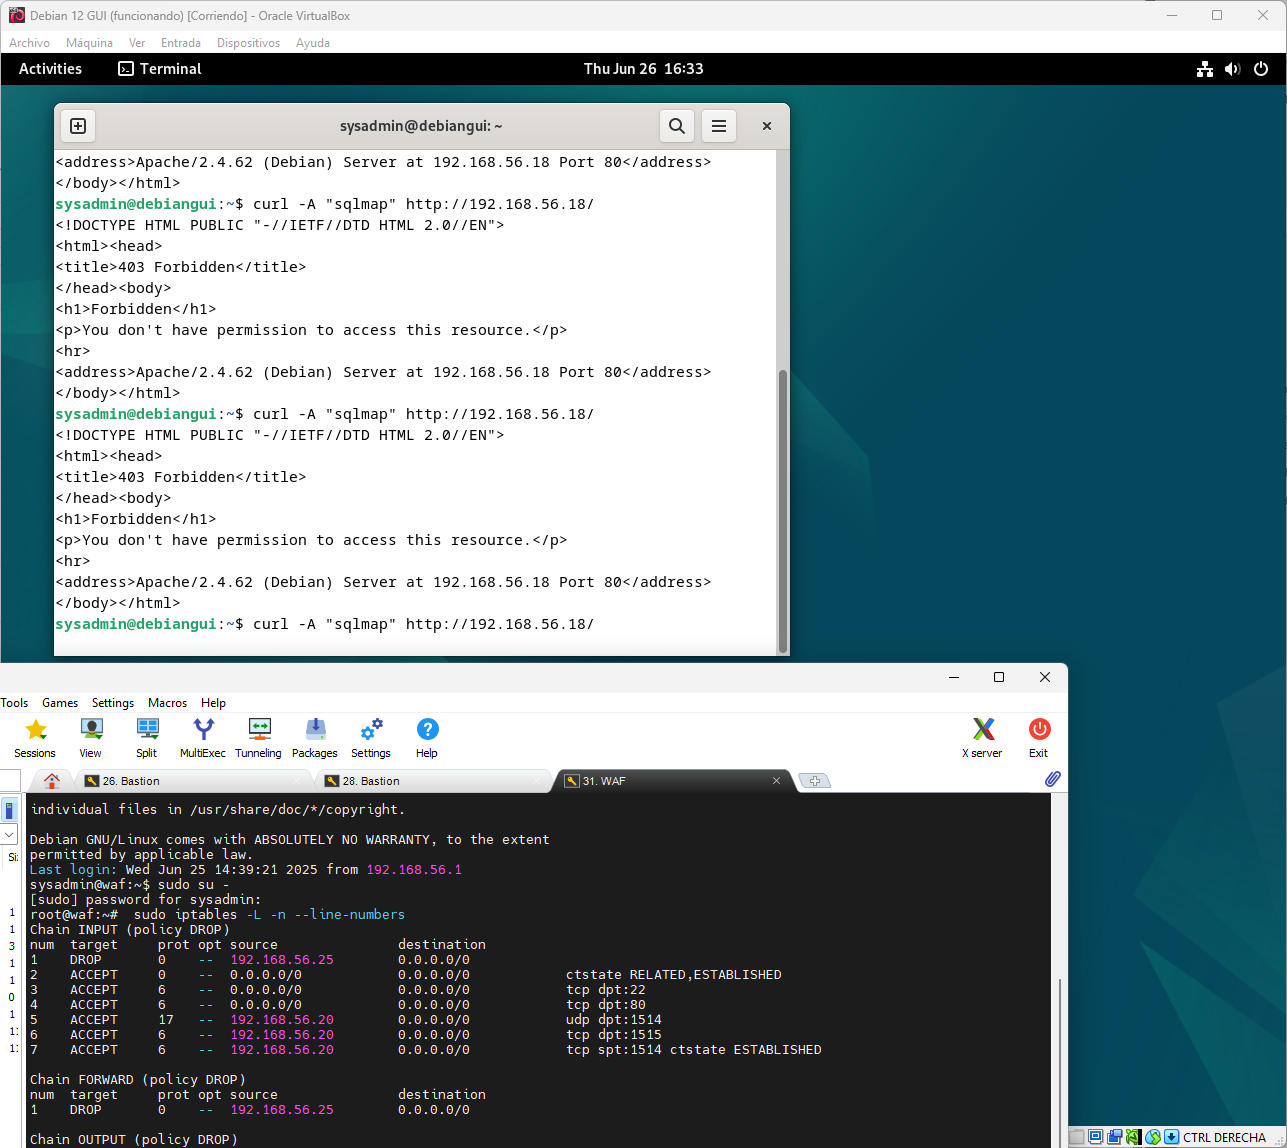 Debian 12 GUI (funcionando) [Corriendo] - Oracle VirtualBox
Archivo Máquina Ver Entrada Dispositivos Ayuda
Activities Terminal Thu Jun 26 16:33
sysadmin@debiangui: ~
<address>Apache/2.4.62 (Debian) Server at 192.168.56.18 Port 80</address>
</body></html>
sysadmin@debiangui:~$ curl -A "sqlmap" http://192.168.56.18/
<!DOCTYPE HTML PUBLIC "-//IETF//DTD HTML 2.0//EN">
<html><head>
<title>403 Forbidden</title>
</head><body>
<h1>Forbidden</h1>
<p>You don't have permission to access this resource.</p>
<hr>
<address>Apache/2.4.62 (Debian) Server at 192.168.56.18 Port 80</address>
</body></html>
sysadmin@debiangui:~$ curl -A "sqlmap" http://192.168.56.18/
<!DOCTYPE HTML PUBLIC "-//IETF//DTD HTML 2.0//EN">
<html><head>
<title>403 Forbidden</title>
</head><body>
<h1>Forbidden</h1>
<p>You don't have permission to access this resource.</p>
<hr>
<address>Apache/2.4.62 (Debian) Server at 192.168.56.18 Port 80</address>
</body></html>
sysadmin@debiangui:~$ curl -A "sqlmap" http://192.168.56.18/
Tools Games Settings Macros Help
Sessions View Split MultiExec Tunneling Packages Settings Help X server Exit
26. Bastion 28. Bastion 31. WAF
individual files in /usr/share/doc/*/copyright.
Debian GNU/Linux comes with ABSOLUTELY NO WARRANTY, to the extent
permitted by applicable law.
Last login: Wed Jun 25 14:39:21 2025 from 192.168.56.1
sysadmin@waf:~$ sudo su -
[sudo] password for sysadmin:
root@waf:~#  sudo iptables -L -n --line-numbers
Chain INPUT (policy DROP)
num target prot opt source destination
1 DROP 0 -- 192.168.56.25 0.0.0.0/0
2 ACCEPT 0 -- 0.0.0.0/0 0.0.0.0/0 ctstate RELATED,ESTABLISHED
3 ACCEPT 6 -- 0.0.0.0/0 0.0.0.0/0 tcp dpt:22
4 ACCEPT 6 -- 0.0.0.0/0 0.0.0.0/0 tcp dpt:80
5 ACCEPT 17 -- 192.168.56.20 0.0.0.0/0 udp dpt:1514
6 ACCEPT 6 -- 192.168.56.20 0.0.0.0/0 tcp dpt:1515
7 ACCEPT 6 -- 192.168.56.20 0.0.0.0/0 tcp spt:1514 ctstate ESTABLISHED
Chain FORWARD (policy DROP)
num target prot opt source destination
1 DROP 0 -- 192.168.56.25 0.0.0.0/0
Chain OUTPUT (policy DROP)
CTRL DERECHA